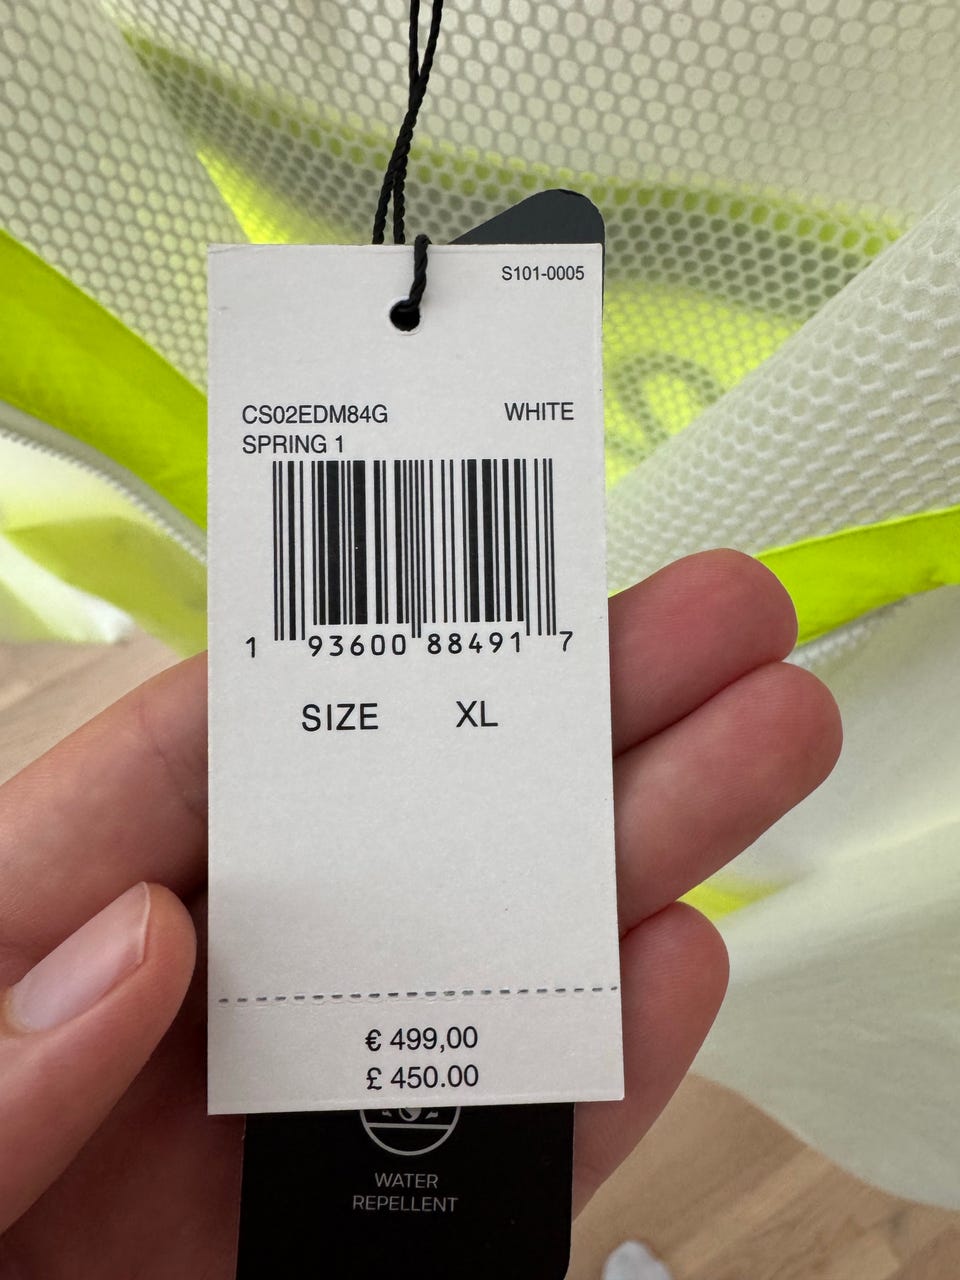 S101-0005
CS02EDM84G WHITE
SPRING 1
1 93600 88491 7
SIZE XL
€ 499,00
£ 450.00
WATER
REPELLENT